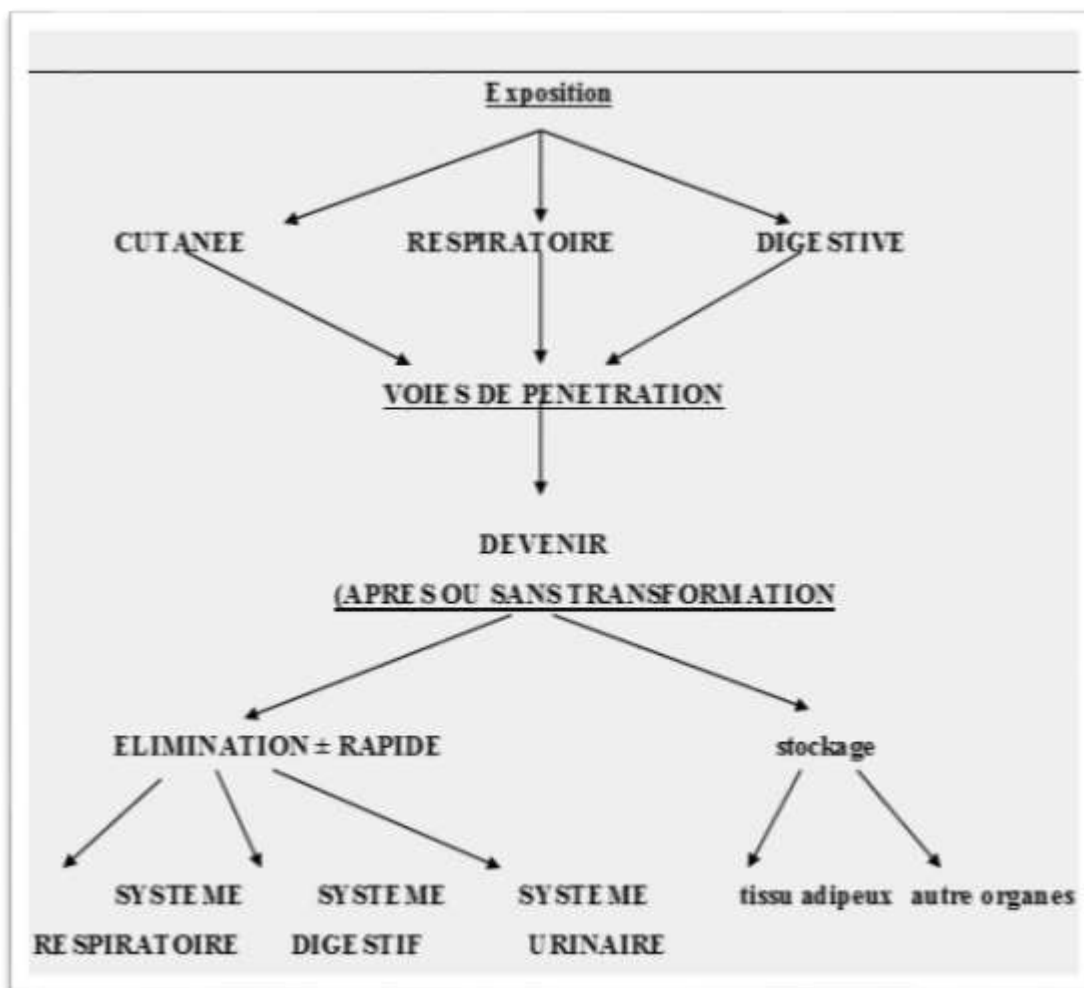 Exposition
CUTANEE RESPIRATOIRE DIGESTIVE
VOIES DE PENETRATION
DEVENIR
(APRES OU SANS TRANSFORMATION
ELIMINATION ± RAPIDE stockage
SYSTEME SYSTEME SYSTEME tissu adipeux autre organes
RESPIRATOIRE DIGESTIF URINAIRE